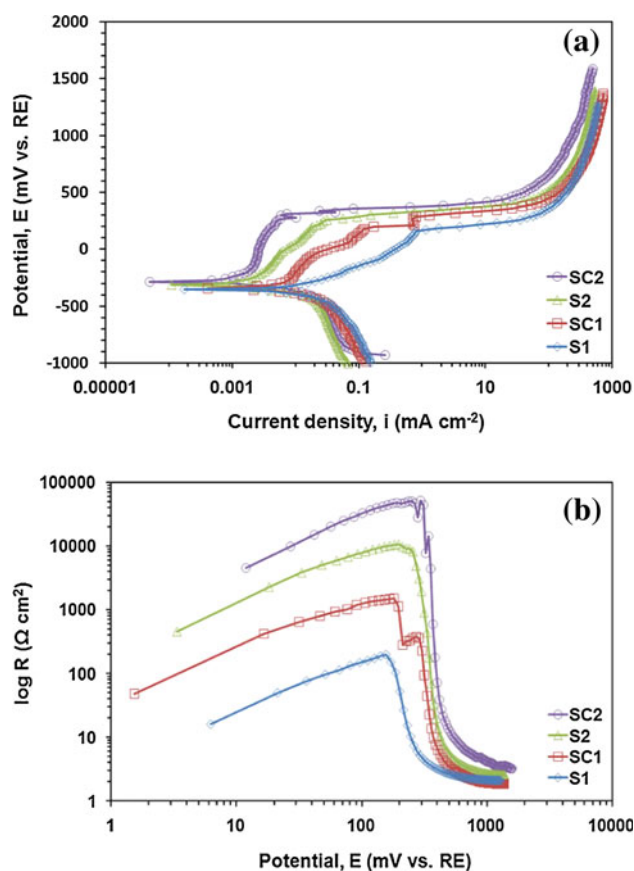 2000
(a)
1500
1000
500
0
-500
-1000
Potential, E (mV vs. RE)
SC2
S2
SC1
S1
0.00001 0.001 0.1 10 1000
Current density, i (mA cm-2)
100000
(b)
10000
1000
100
10
1
log R (Ω cm2)
SC2
S2
SC1
S1
1 10 100 1000 10000
Potential, E (mV vs. RE)